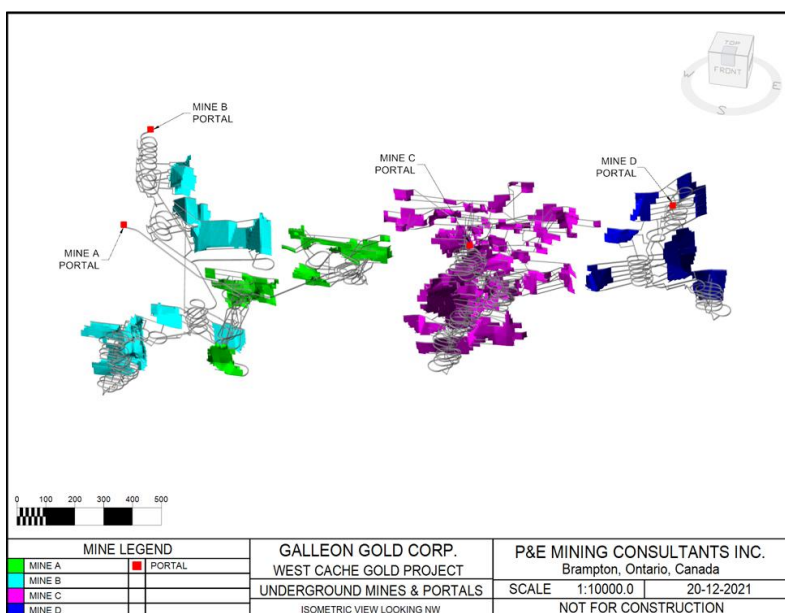 MINE B
PORTAL
MINE A
PORTAL
MINE C
PORTAL
MINE D
PORTAL
TOP
FRONT
W
S
E
0 100 200 300 400 500
MINE LEGEND
MINE A PORTAL
MINE B
MINE C
MINE D
GALLEON GOLD CORP.
WEST CACHE GOLD PROJECT
UNDERGROUND MINES & PORTALS
ISOMETRIC VIEW LOOKING NW
P&E MINING CONSULTANTS INC.
Brampton, Ontario, Canada
SCALE 1:10000.0 20-12-2021
NOT FOR CONSTRUCTION